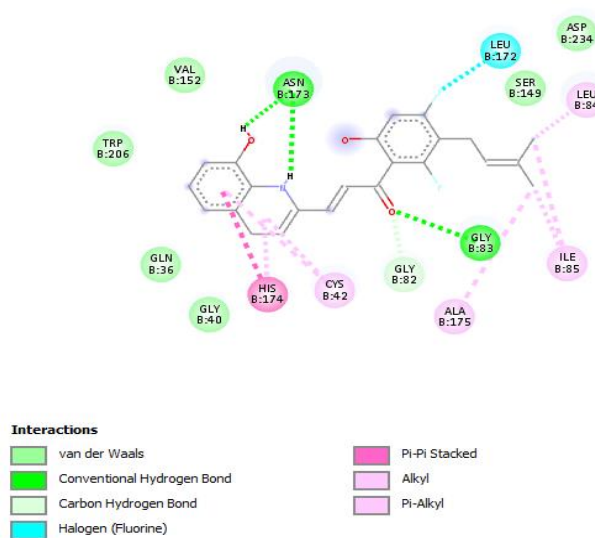 ASP
B:234
LEU
B:172
VAL
B:152
ASN
B:173
SER
B:149
LEU
B:84
H
O
TRP
B:206
O
H
N
O
GLY
B:83
GLN
B:36
GLY
B:82
ILE
B:85
HIS
B:174
CYS
B:42
GLY
B:40
ALA
B:175
Interactions
van der Waals
Conventional Hydrogen Bond
Carbon Hydrogen Bond
Halogen (Fluorine)
Pi-Pi Stacked
Alkyl
Pi-Alkyl